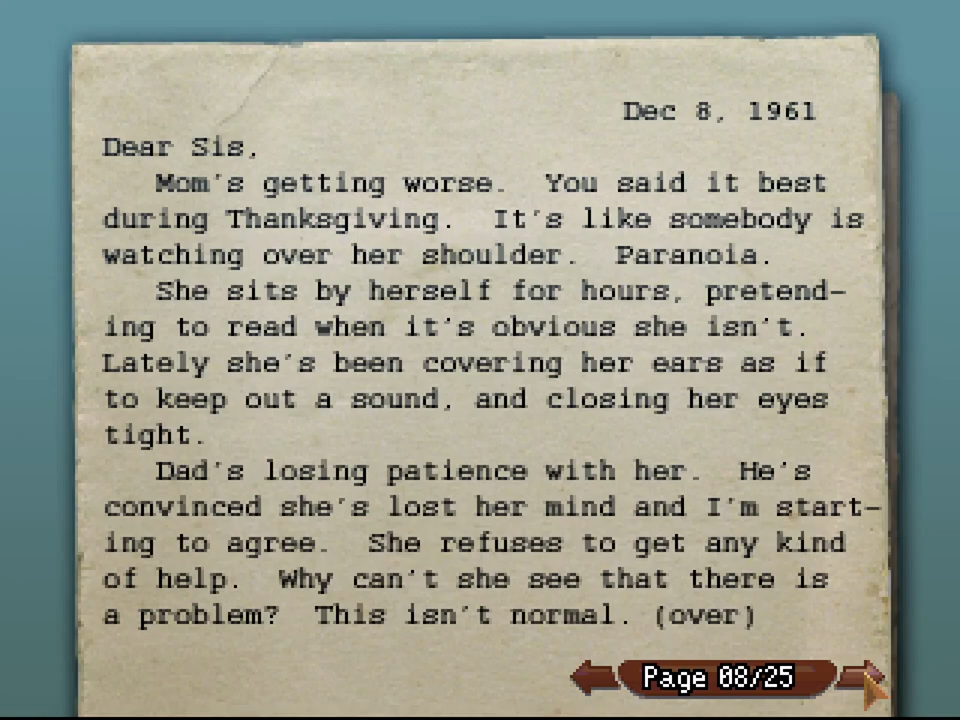 Dec 8, 1961
Dear Sis,
Mom's getting worse. You said it best
during Thanksgiving. It's like somebody is
watching over her shoulder. Paranoia.
She sits by herself for hours, pretend-
ing to read when it's obvious she isn't.
Lately she's been covering her ears as if
to keep out a sound, and closing her eyes
tight.
Dad's losing patience with her. He's
convinced she's lost her mind and I'm start-
ing to agree. She refuses to get any kind
of help. Why can't she see that there is
a problem? This isn't normal. (over)
Page 08/25